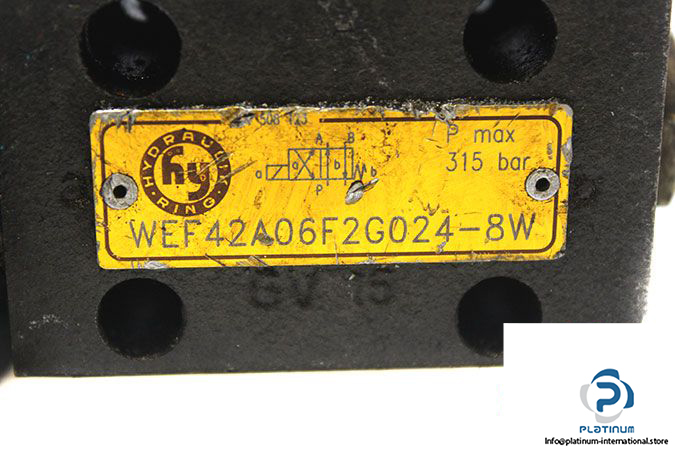 508 123
HYDRAULIK
hy
RING
A B
a a b b
P
P max
315 bar
WEF42A06F2G024-8W
GV 15
P
PLATINUM
Info@platinum-international.store